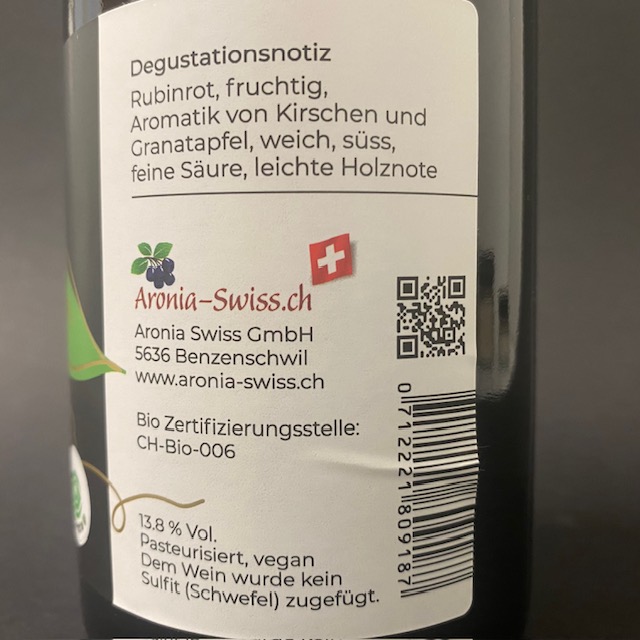 Degustationsnotiz
Rubinrot, fruchtig,
Aromatik von Kirschen und
Granatapfel, weich, süss,
feine Säure, leichte Holznote
Aronia-Swiss.ch
Aronia Swiss GmbH
5636 Benzenschwil
www.aronia-swiss.ch
Bio Zertifizierungsstelle:
CH-Bio-006
13.8 % Vol.
Pasteurisiert, vegan
Dem Wein wurde kein
Sulfit (Schwefel) zugefügt.
0712221809187